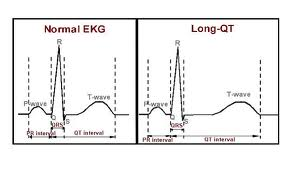 Normal EKG
R
P-wave
T-wave
Q
S
QRS
PR interval
QT interval
Long-QT
R
P-wave
T-wave
Q
S
QRS
PR interval
QT interval